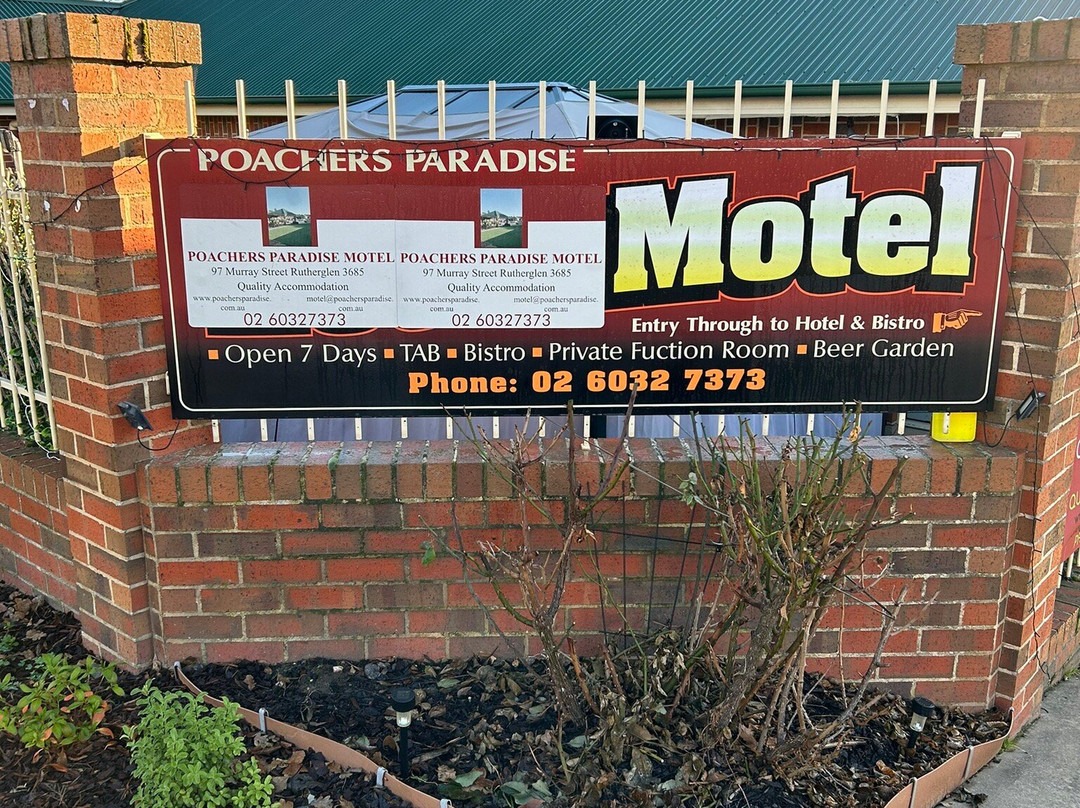 POACHERS PARADISE
Motel
POACHERS PARADISE MOTEL
97 Murray Street Rutherglen 3685
Quality Accommodation
www.poachersparadise.
com.au
motel@poachersparadise.
com.au
02 60327373
POACHERS PARADISE MOTEL
97 Murray Street Rutherglen 3685
Quality Accommodation
www.poachersparadise.
com.au
motel@poachersparadise.
com.au
02 60327373
Entry Through to Hotel & Bistro
Open 7 Days ▪ TAB ▪ Bistro ▪ Private Fuction Room ▪ Beer Garden
Phone: 02 6032 7373